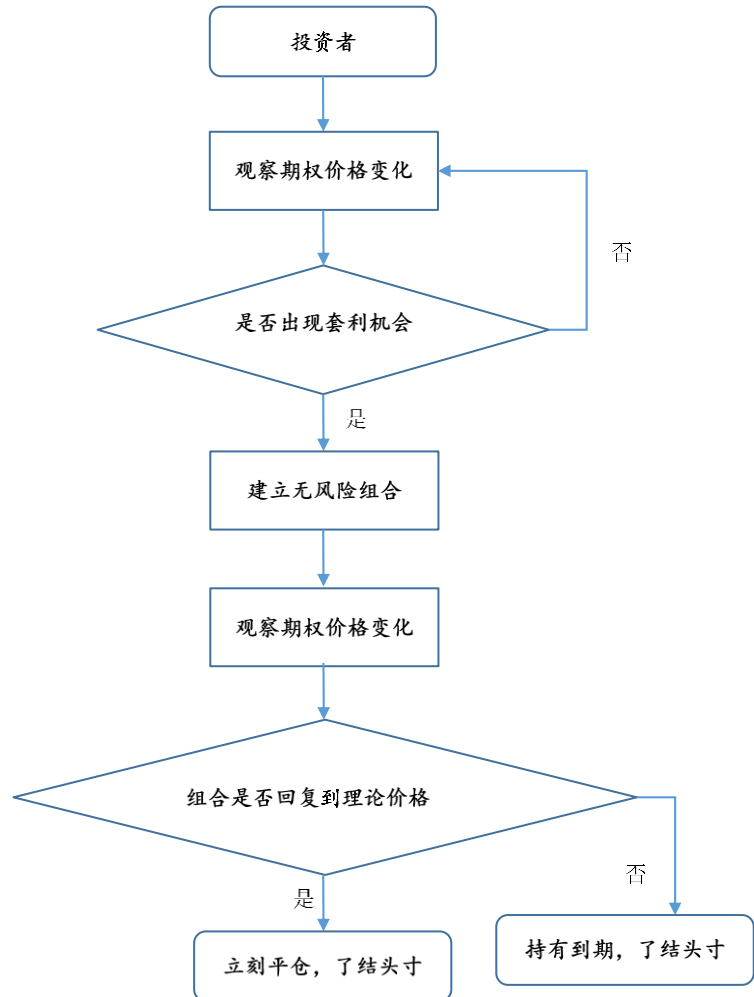 投资者
观察期权价格变化
否
是否出现套利机会
是
建立无风险组合
观察期权价格变化
组合是否回复到理论价格
否
是
持有到期，了结头寸
立刻平仓，了结头寸